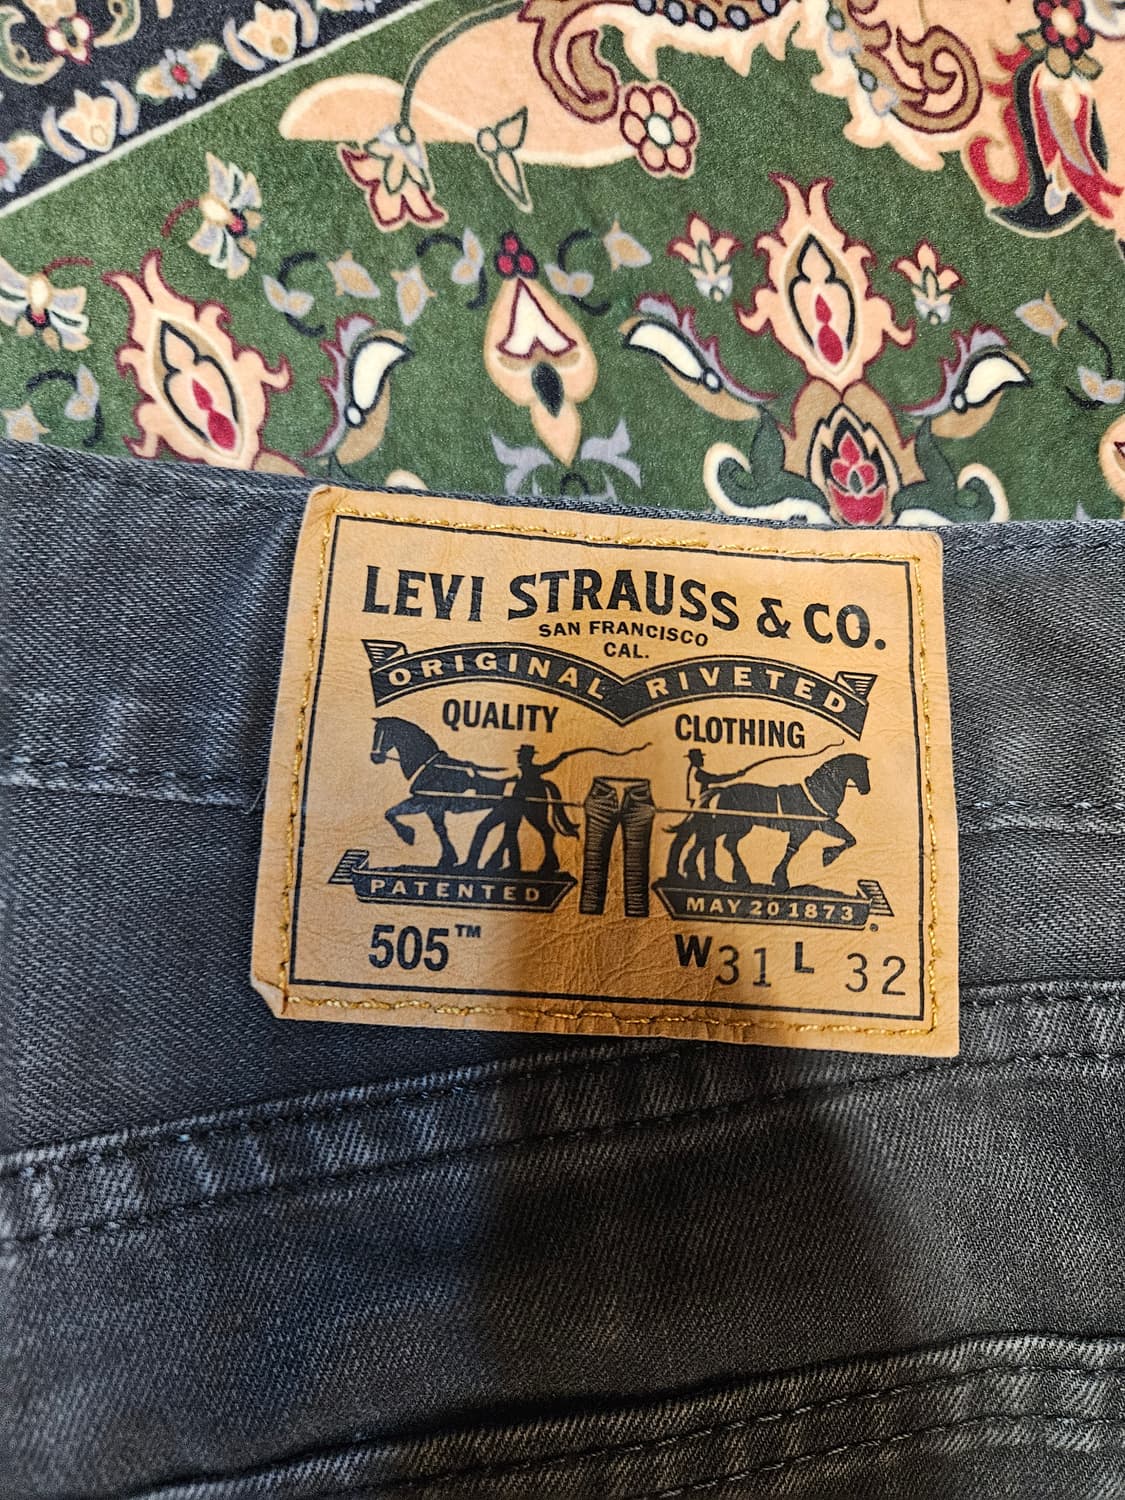 LEVI STRAUSS & CO.
SAN FRANCISCO
CAL.
ORIGINAL RIVETED
QUALITY CLOTHING
PATENTED MAY 20 1873 ®
505™ W31 L 32